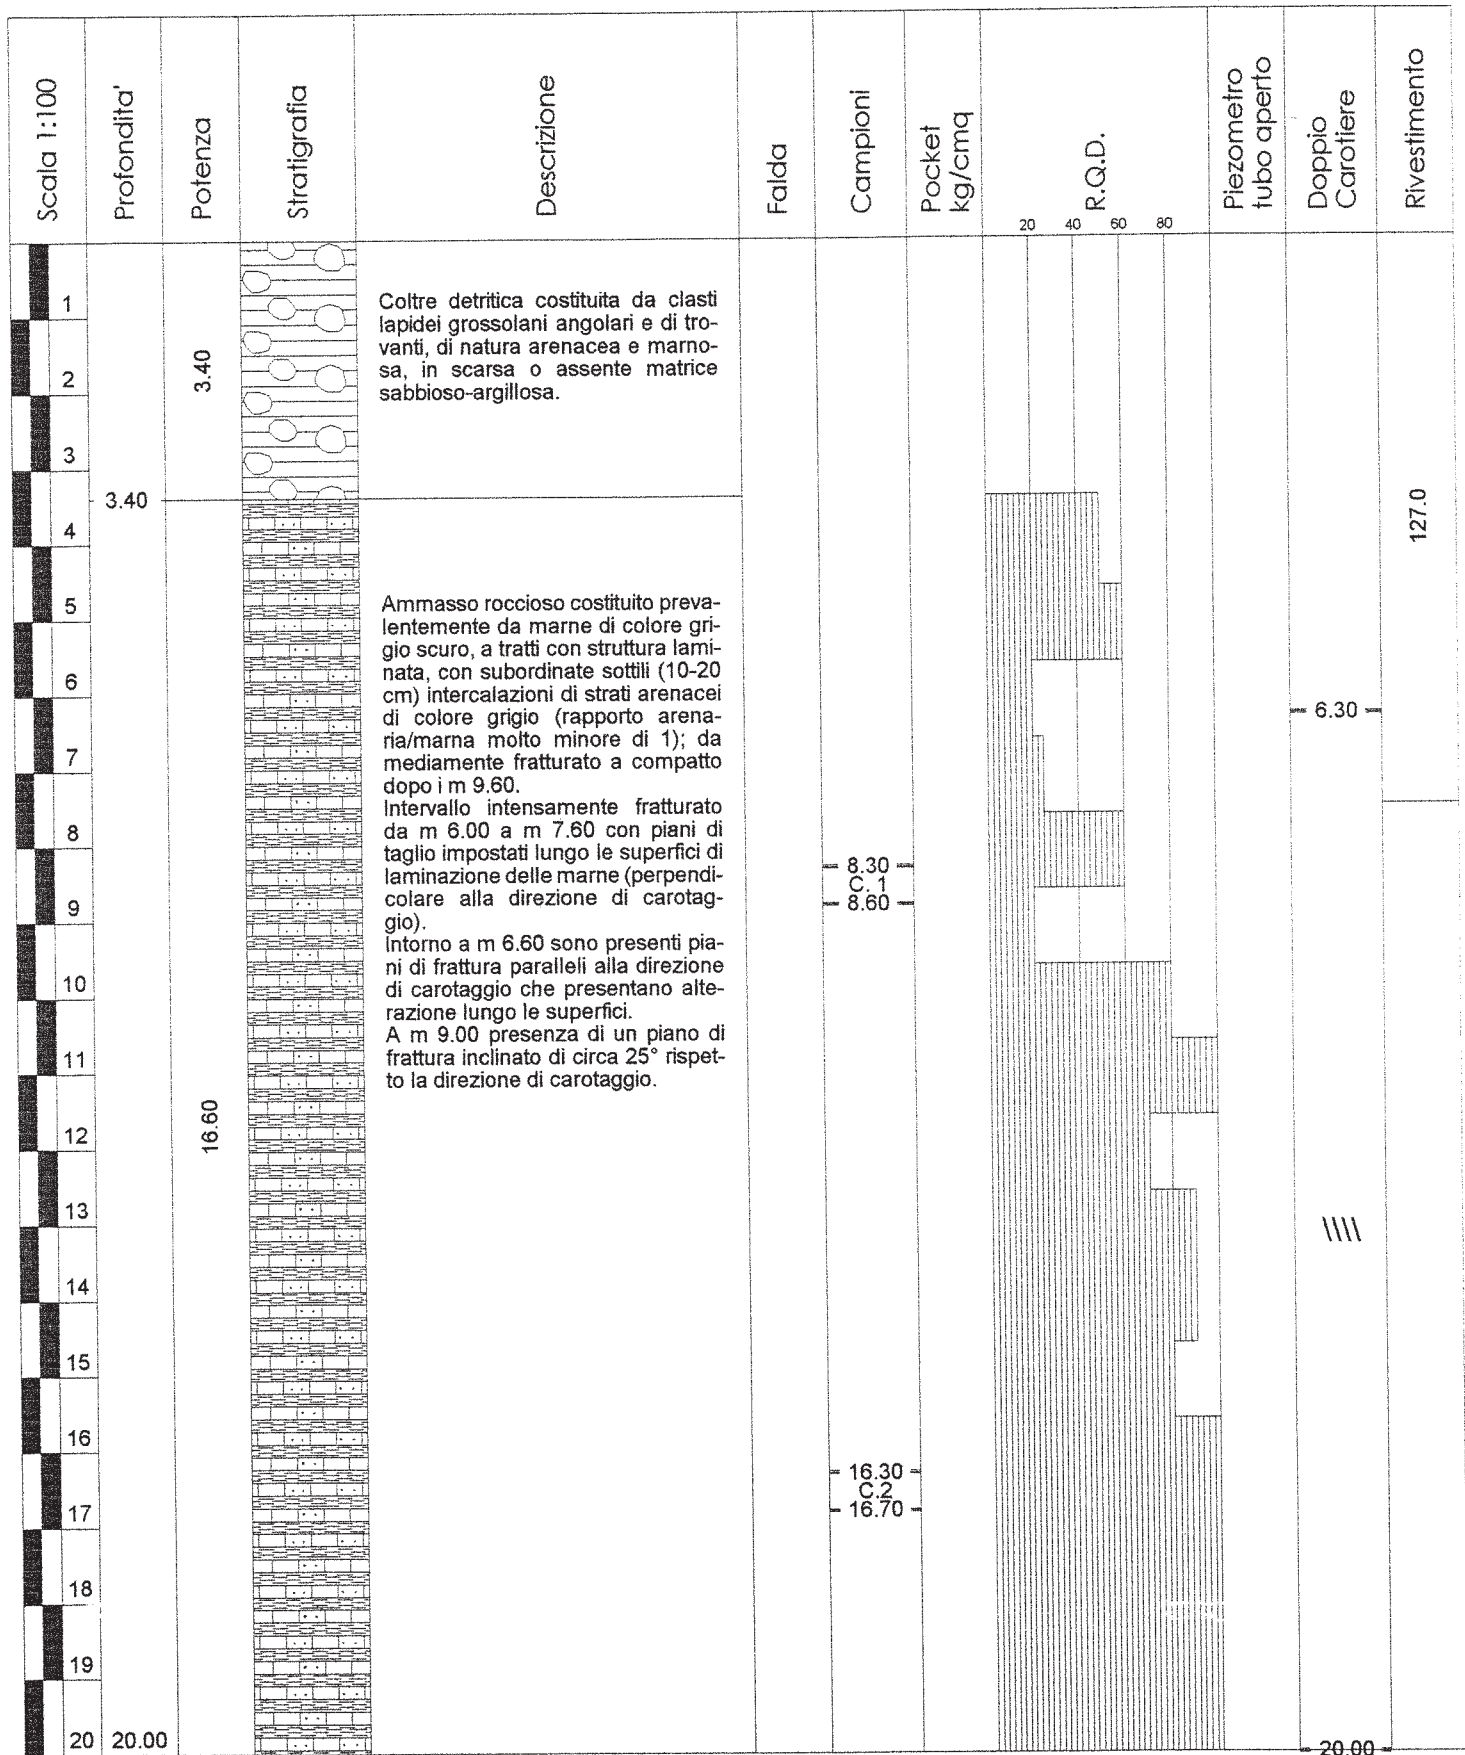 Scala 1:100
Profondita'
Potenza
Stratigrafia
Descrizione
Falda
Campioni
Pocket
kg/cmq
R.Q.D.
20 40 60 80
Piezometro
tubo aperto
Doppio
Carotiere
Rivestimento
1
2
3
4
5
6
7
8
9
10
11
12
13
14
15
16
17
18
19
20
3.40
20.00
3.40
16.60
Coltre detritica costituita da clasti
lapidei grossolani angolari e di tro-
vanti, di natura arenacea e marno-
sa, in scarsa o assente matrice
sabbioso-argillosa.
Ammasso roccioso costituito preva-
lentemente da marne di colore gri-
gio scuro, a tratti con struttura lami-
nata, con subordinate sottili (10-20
cm) intercalazioni di strati arenacei
di colore grigio (rapporto arena-
ria/marna molto minore di 1); da
mediamente fratturato a compatto
dopo i m 9.60.
Intervallo intensamente fratturato
da m 6.00 a m 7.60 con piani di
taglio impostati lungo le superfici di
laminazione delle marne (perpendi-
colare alla direzione di carotag-
gio).
Intorno a m 6.60 sono presenti pia-
ni di frattura paralleli alla direzione
di carotaggio che presentano alte-
razione lungo le superfici.
A m 9.00 presenza di un piano di
frattura inclinato di circa 25° rispet-
to la direzione di carotaggio.
8.30
C. 1
8.60
16.30
C.2
16.70
6.30
20.00
127.0